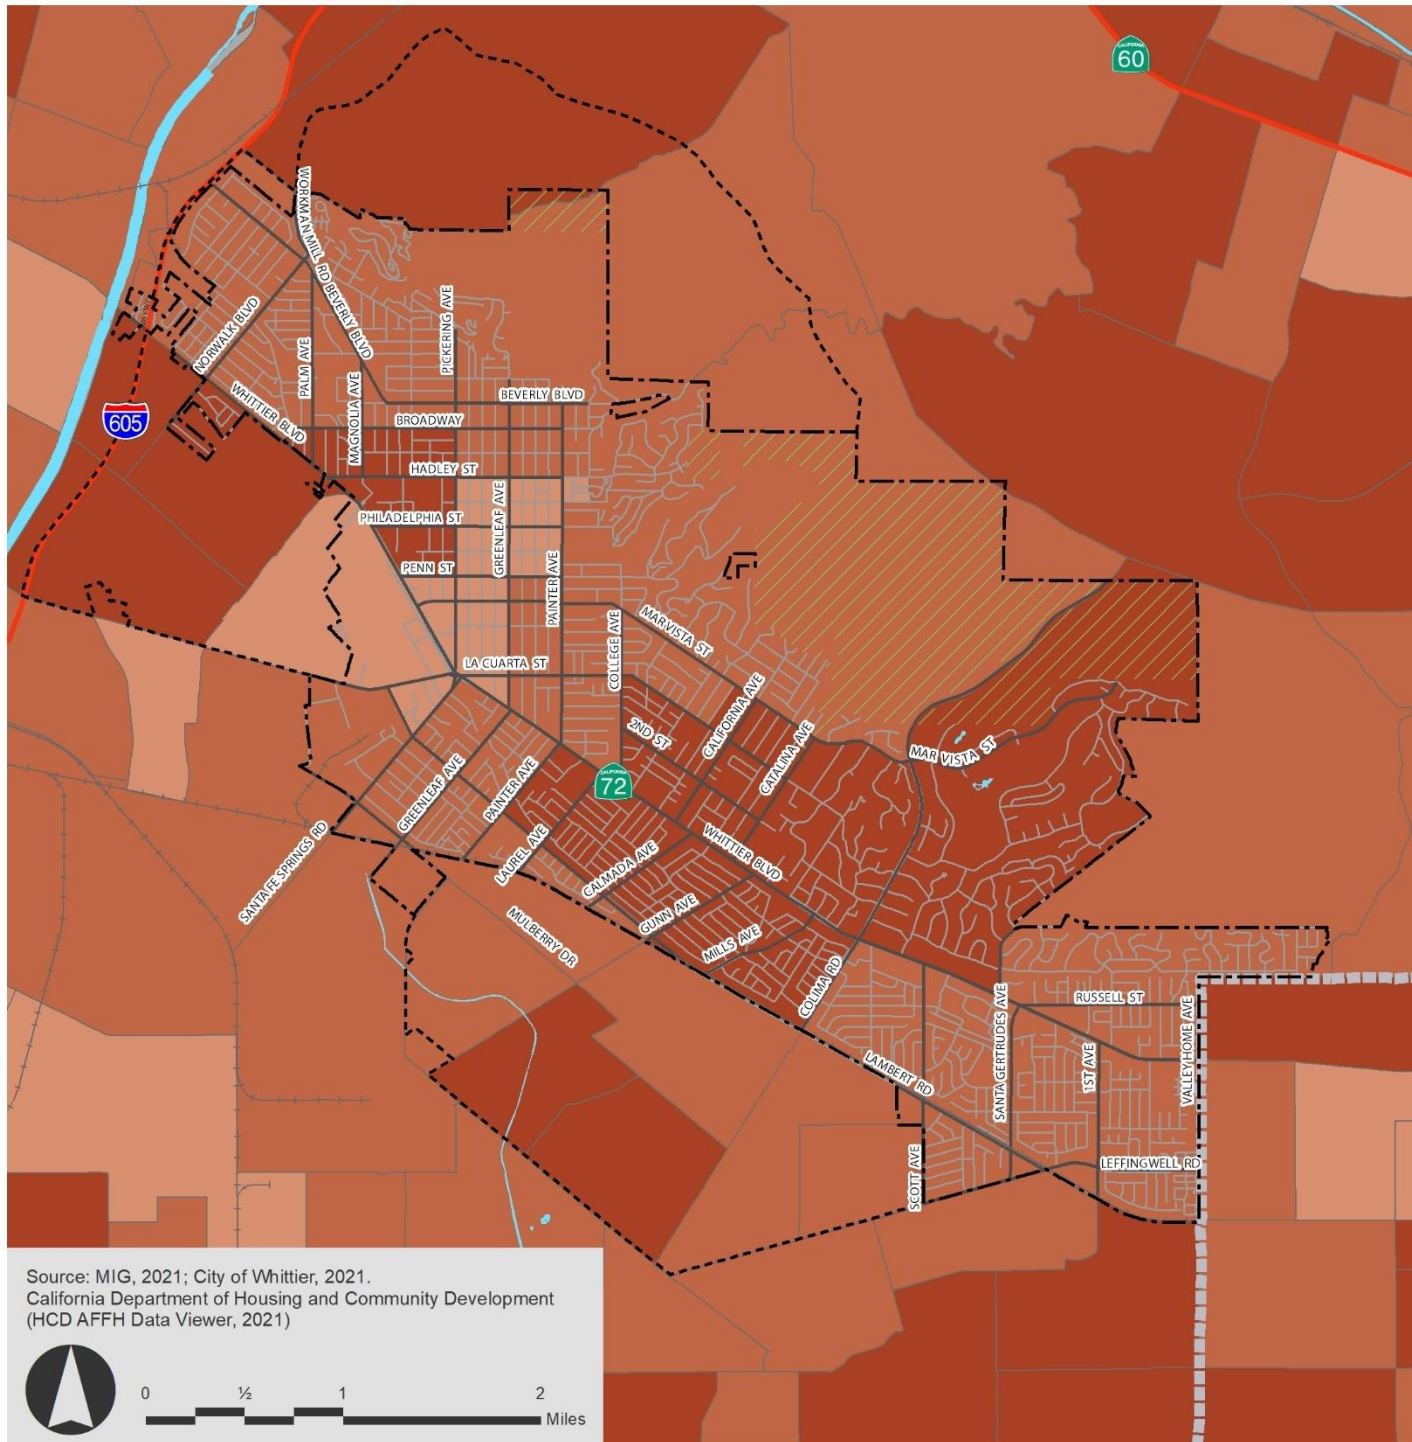 CALIFORNIA
60
WORKMAN MILL RD
BEVERLY BLVD
PICKERING AVE
NORWALK BLVD
PALM AVE
MAGNOLIA AVE
WHITTIER BLVD
BEVERLY BLVD
BROADWAY
605
HADLEY ST
GREENLEAF AVE
PHILADELPHIA ST
PENN ST
PAINTER AVE
MAR VISTA ST
COLLEGE AVE
LA CUARTA ST
CALIFORNIA AVE
2ND ST
CATALINA AVE
MAR VISTA ST
CALIFORNIA
72
GREENLEAF AVE
PAINTER AVE
SANTA FE SPRINGS RD
LAUREL AVE
CALMADA AVE
WHITTIER BLVD
GUNN AVE
MULBERRY DR
MILLS AVE
COLIMA RD
SANTA GERTRUDES AVE
RUSSELL ST
VALLEY HOME AVE
1ST AVE
LAMBERT RD
SCOTT AVE
LEFFINGWELL RD
Source: MIG, 2021; City of Whittier, 2021.
California Department of Housing and Community Development
(HCD AFFH Data Viewer, 2021)
0 ½ 1 2
Miles